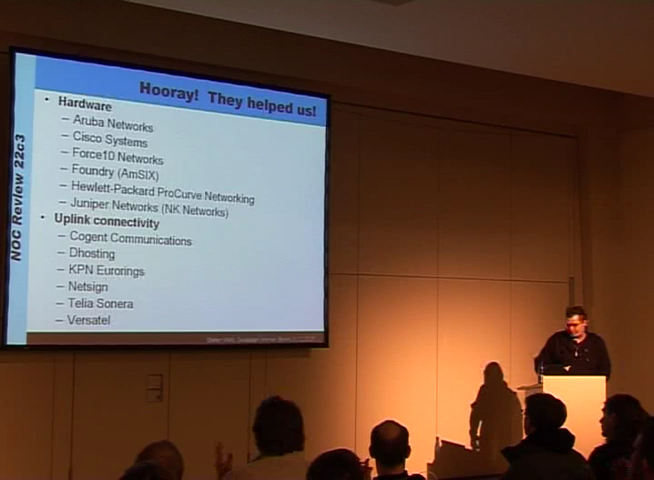 Hooray! They helped us!
• Hardware
– Aruba Networks
– Cisco Systems
– Force10 Networks
– Foundry (AmSIX)
– Hewlett-Packard ProCurve Networking
– Juniper Networks (NK Networks)
• Uplink connectivity
– Cogent Communications
– Dhosting
– KPN Eurorings
– Netsign
– Telia Sonera
– Versatel
NOC Review 22c3